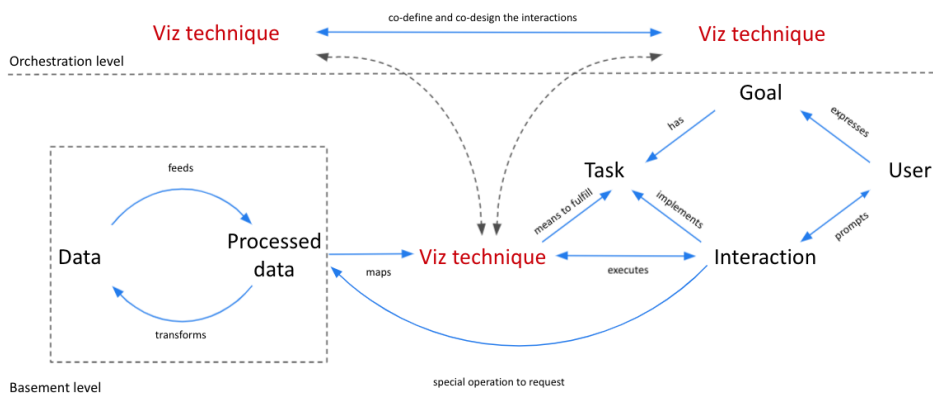 co-define and co-design the interactions
Viz technique
Viz technique
Orchestration level
Goal
has
expresses
feeds
Task
User
means to fulfill
implements
prompts
Data
Processed
data
maps
Viz technique
executes
Interaction
transforms
special operation to request
Basement level